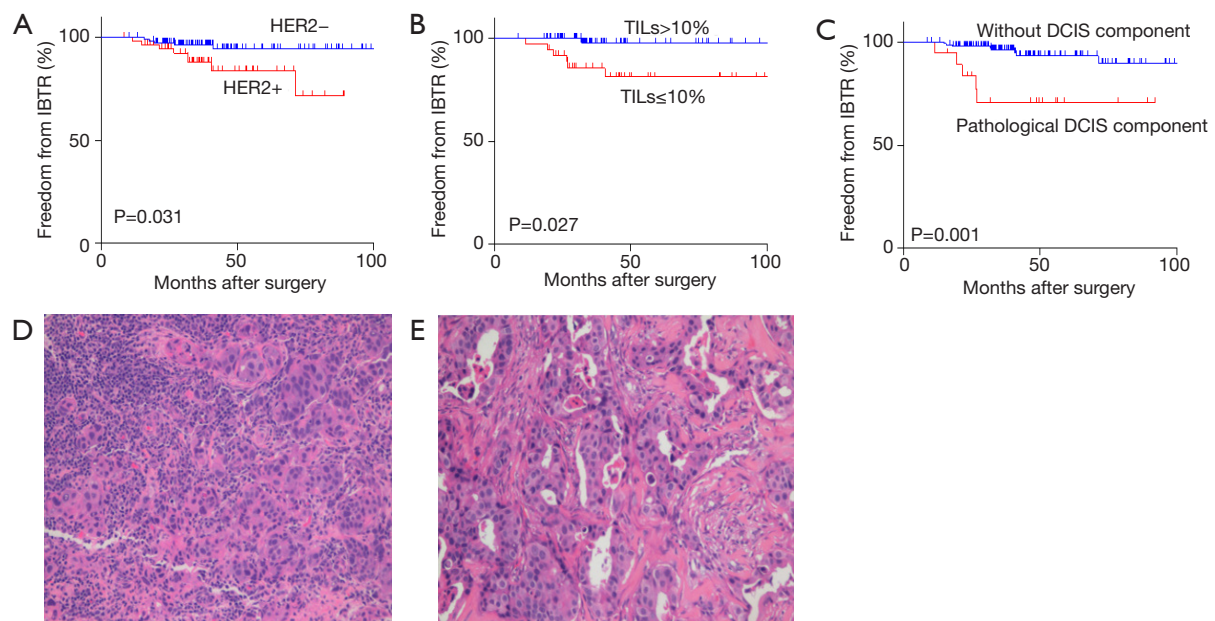 A
Freedom from IBTR (%)
100
50
0
HER2−
HER2+
P=0.031
0
50
100
Months after surgery
B
Freedom from IBTR (%)
100
50
0
TILs>10%
TILs≤10%
P=0.027
0
50
100
Months after surgery
C
Freedom from IBTR (%)
100
50
0
Without DCIS component
Pathological DCIS component
P=0.001
0
50
100
Months after surgery
D
E